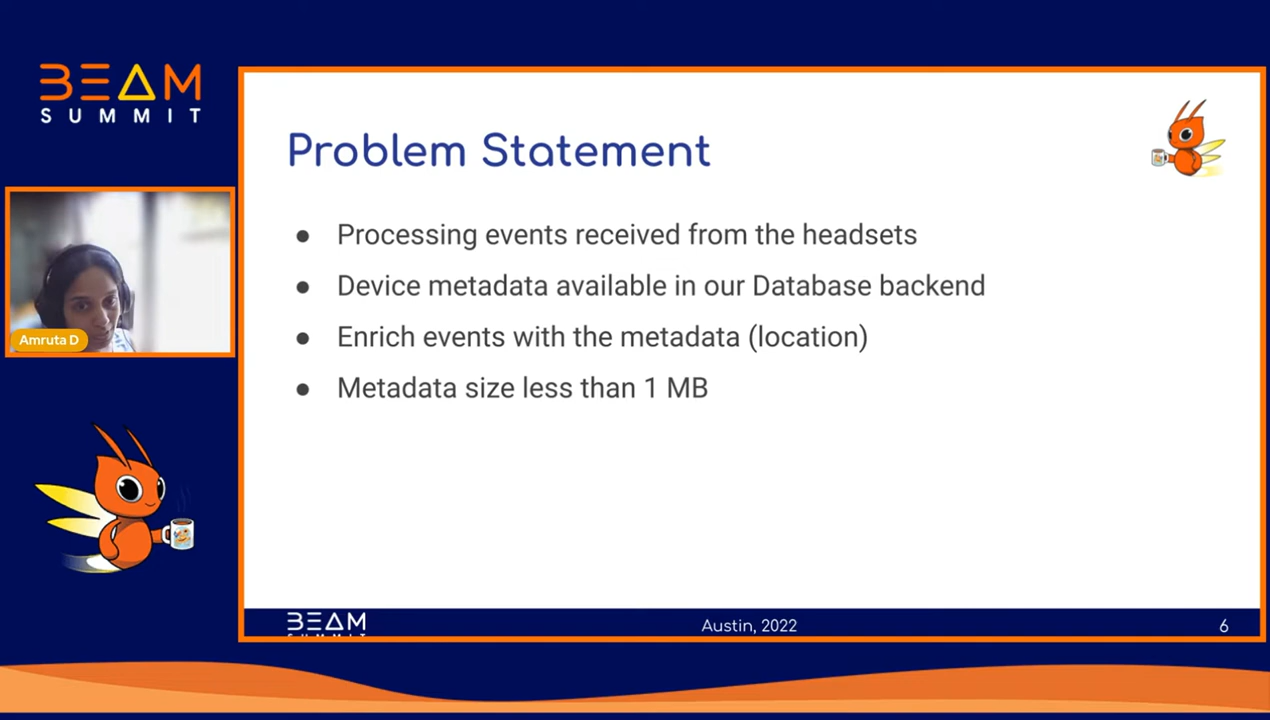 BEAM
SUMMIT
Amruta D
Problem Statement
● Processing events received from the headsets
● Device metadata available in our Database backend
● Enrich events with the metadata (location)
● Metadata size less than 1 MB
BEAM
Austin, 2022
6